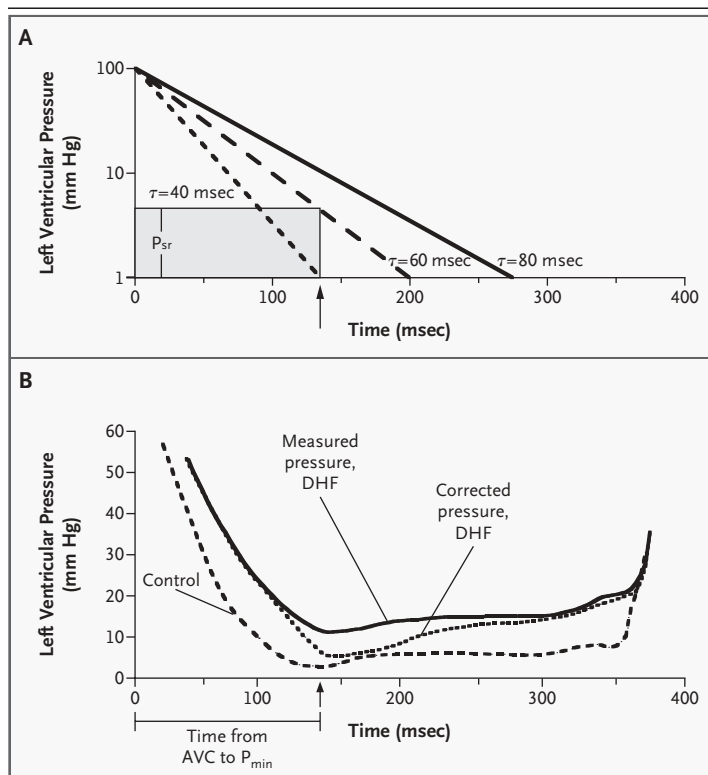 A
Left Ventricular Pressure
(mm Hg)
100
10
1
τ=40 msec
Psr
τ=60 msec
τ=80 msec
0
100
200
300
400
Time (msec)
B
Left Ventricular Pressure
(mm Hg)
60
50
40
30
20
10
0
Measured
pressure,
DHF
Corrected
pressure,
DHF
Control
0
100
200
300
400
Time (msec)
Time from
AVC to Pmin